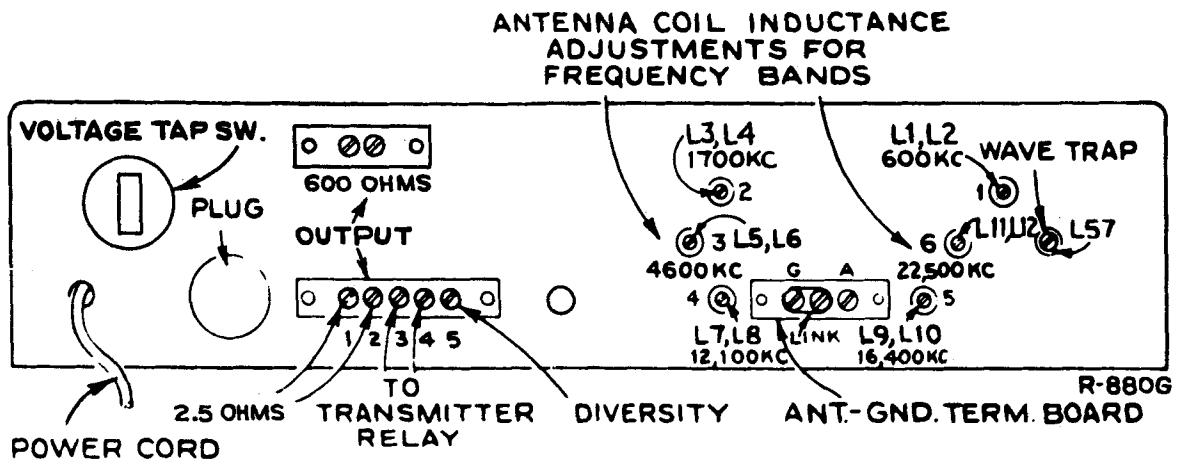 ANTENNA COIL INDUCTANCE
ADJUSTMENTS FOR
FREQUENCY BANDS
VOLTAGE TAP SW.
600 OHMS
PLUG
OUTPUT
1 2 3 4 5
L3, L4
1700KC
2
L1, L2
600KC
1
WAVE TRAP
3 L5, L6
4600KC
6 L11, L12
22,500KC
L57
G A
4
L7, L8
12,100KC
LINK
5
L9, L10
16,400KC
R-880G
2.5 OHMS
TO
TRANSMITTER
RELAY
DIVERSITY
ANT.-GND. TERM. BOARD
POWER CORD